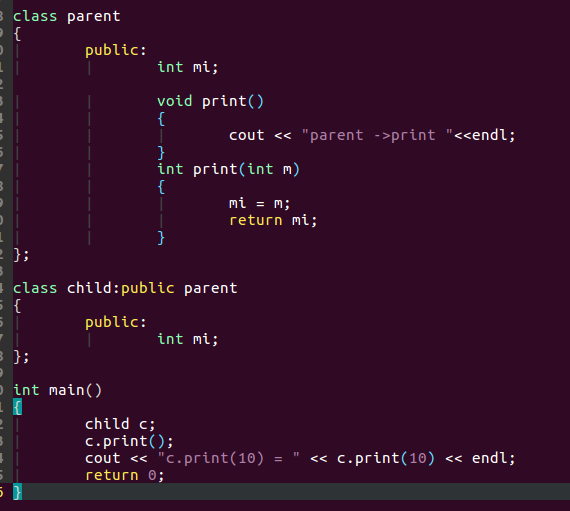 class parent
{
public:
int mi;
void print()
{
cout << "parent ->print "<<endl;
}
int print(int m)
{
mi = m;
return mi;
}
};
class child:public parent
{
public:
int mi;
};
int main()
{
child c;
c.print();
cout << "c.print(10) = " << c.print(10) << endl;
return 0;
}